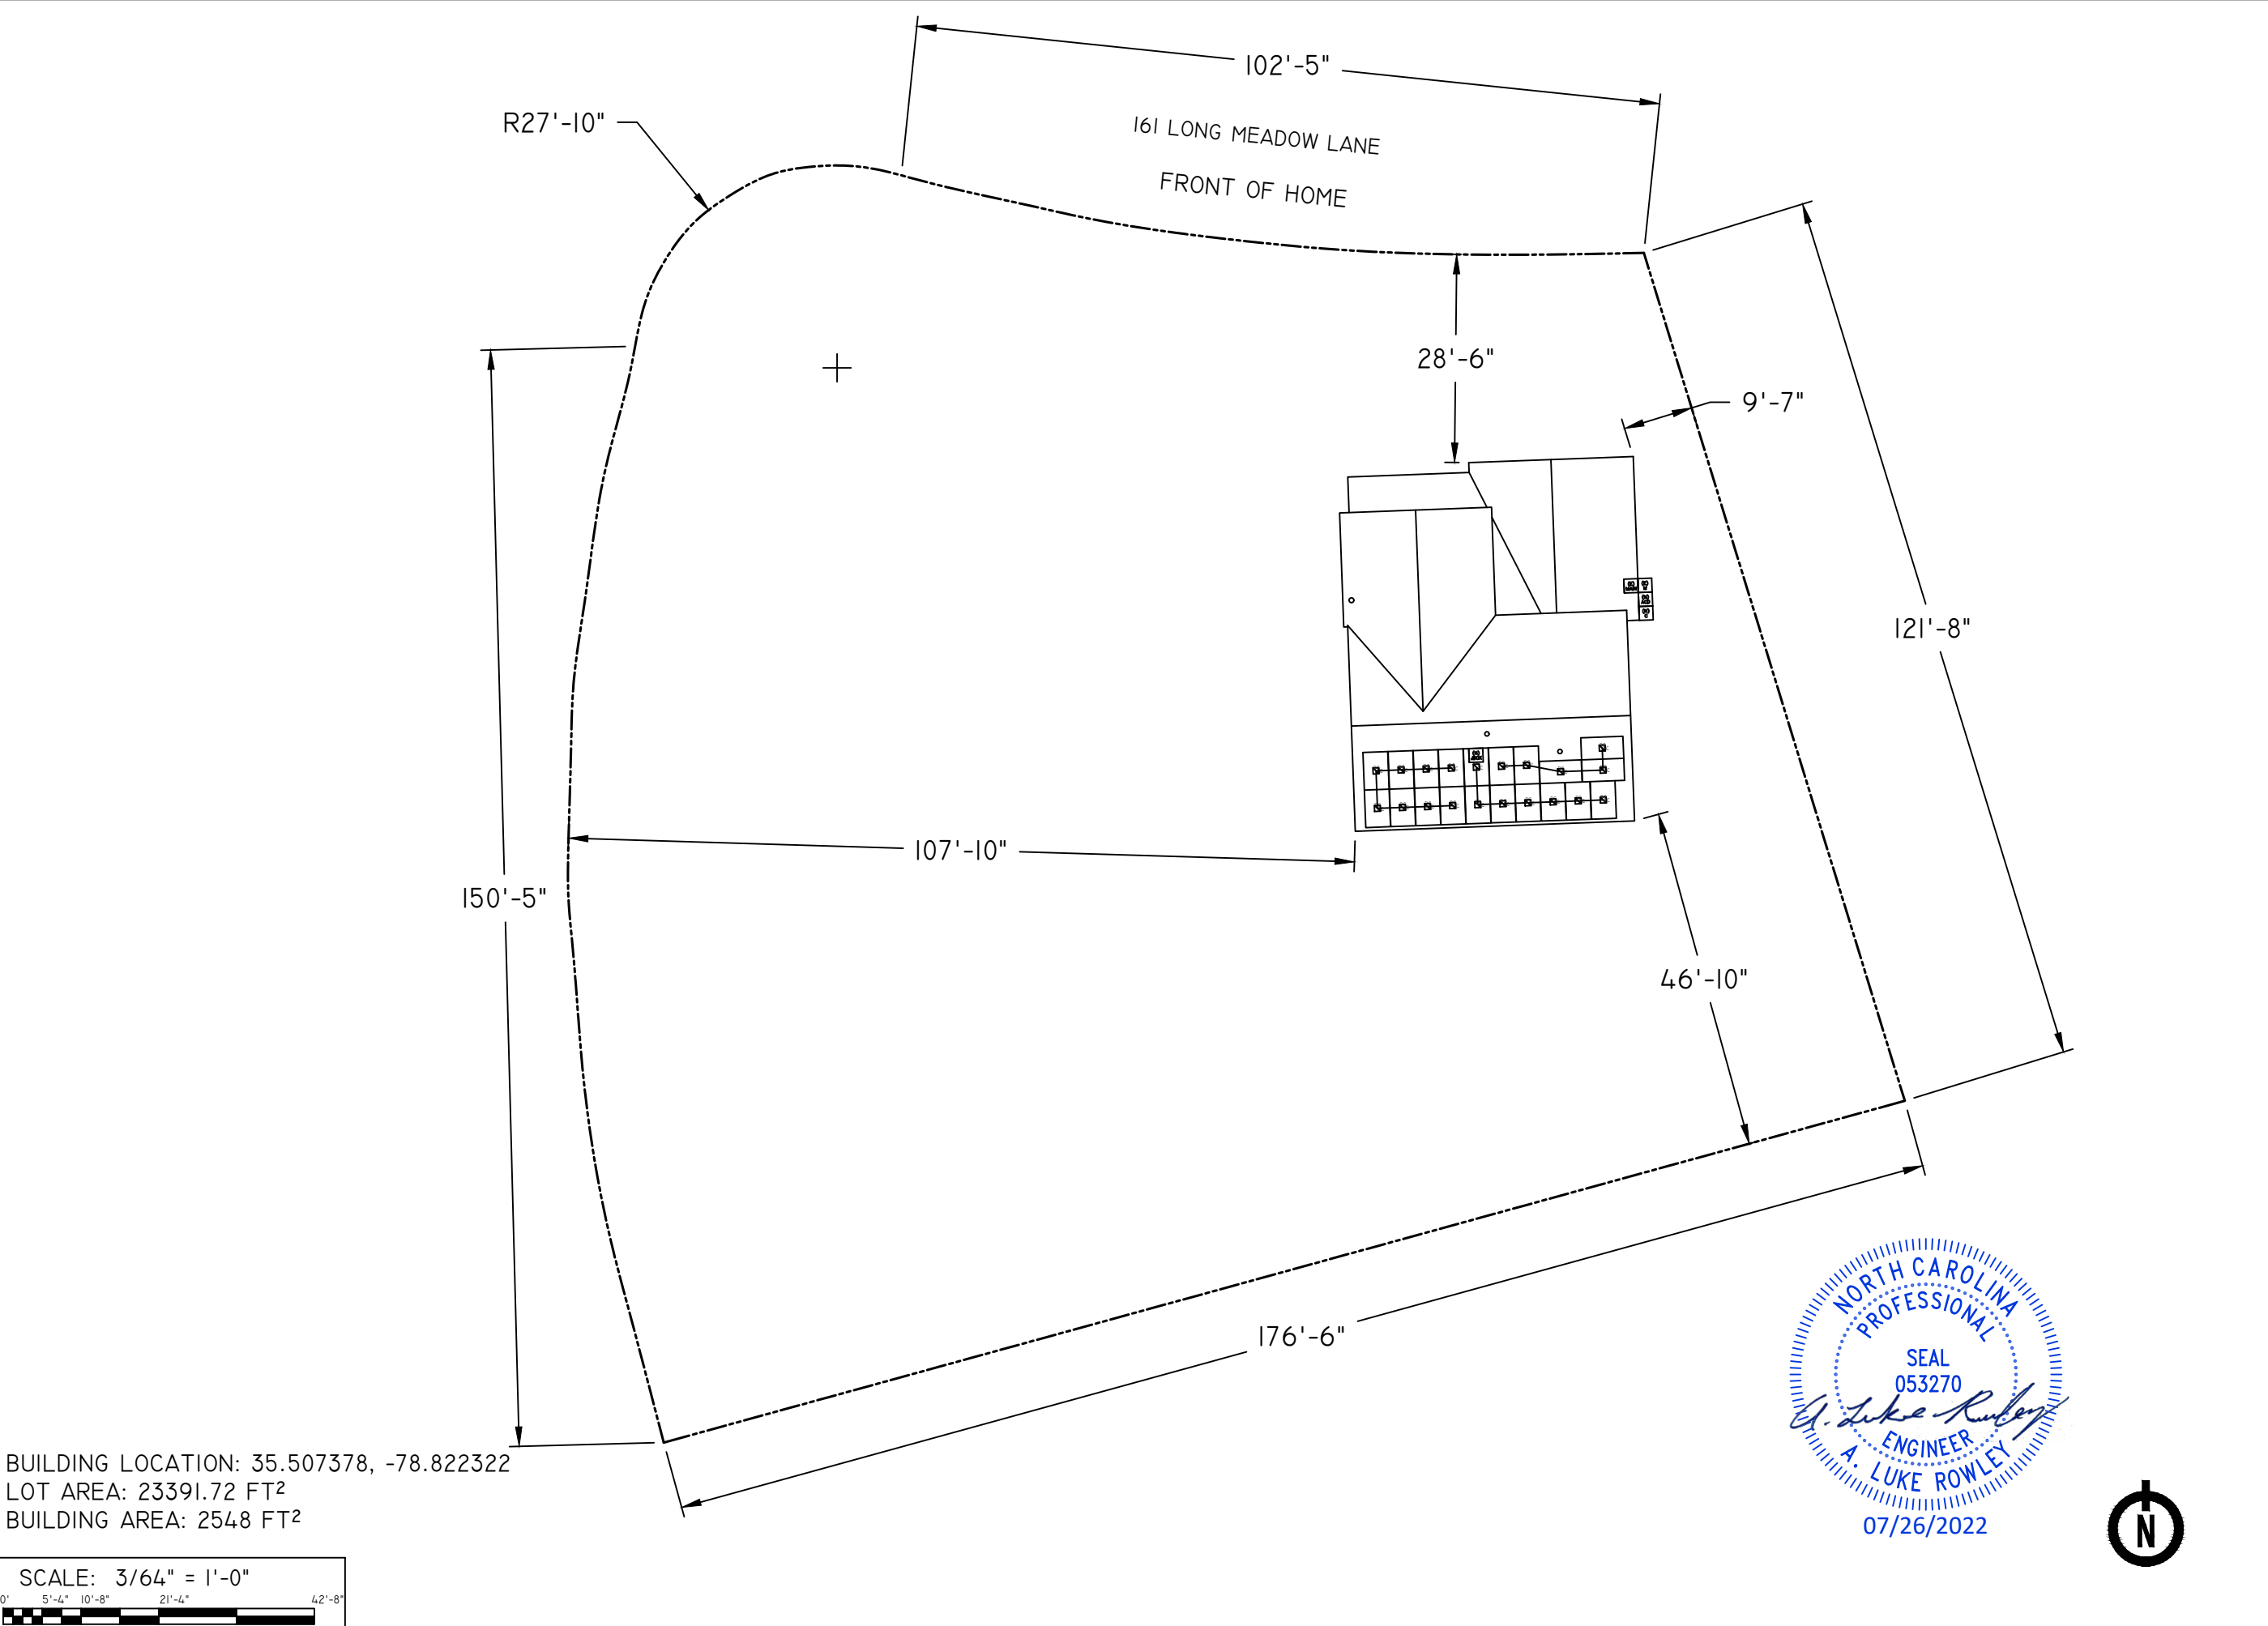 102'-5"
161 LONG MEADOW LANE
FRONT OF HOME
R27'-10"
28'-6"
9'-7"
121'-8"
107'-10"
150'-5"
46'-10"
176'-6"
NORTH CAROLINA
PROFESSIONAL
SEAL
053270
A. Luke Rowley
ENGINEER
A. LUKE ROWLEY
07/26/2022
N
BUILDING LOCATION: 35.507378, -78.822322
LOT AREA: 23391.72 FT²
BUILDING AREA: 2548 FT²
SCALE: 3/64" = 1'-0"
0' 5'-4" 10'-8" 21'-4" 42'-8"